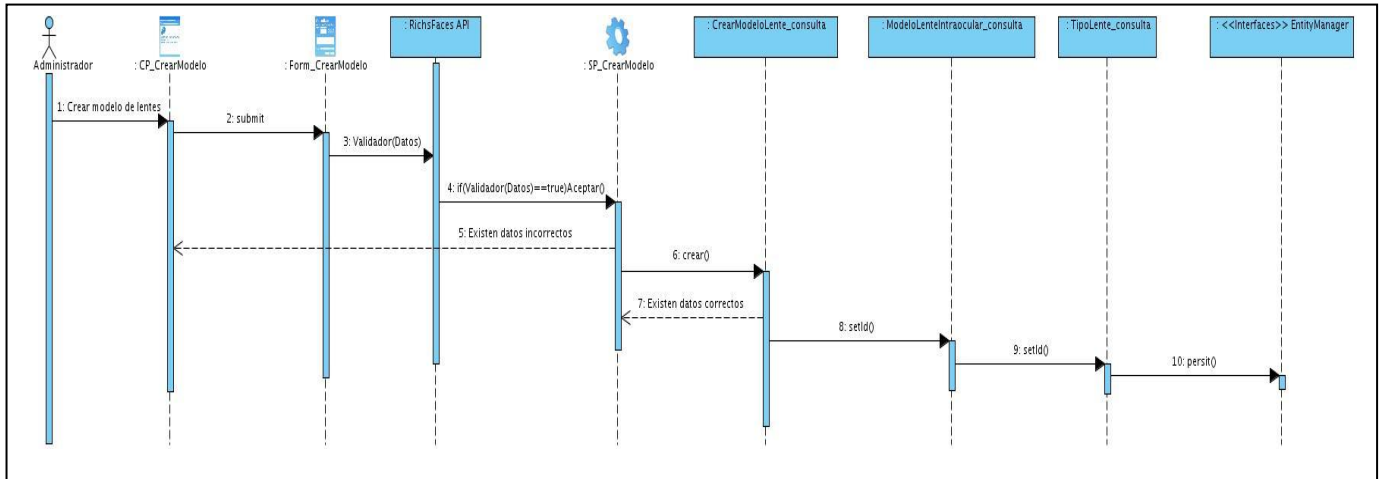 Administrador
: CP_CrearModelo
: Form_CrearModelo
: RichsFaces API
: SP_CrearModelo
: CrearModeloLente_consulta
: ModeloLenteIntraocular_consulta
: TipoLente_consulta
: <<Interfaces>> EntityManager
1: Crear modelo de lentes
2: submit
3: Validador(Datos)
4: if(Validador(Datos)==true)Aceptar()
5: Existen datos incorrectos
6: crear()
7: Existen datos correctos
8: setId()
9: setId()
10: persit()